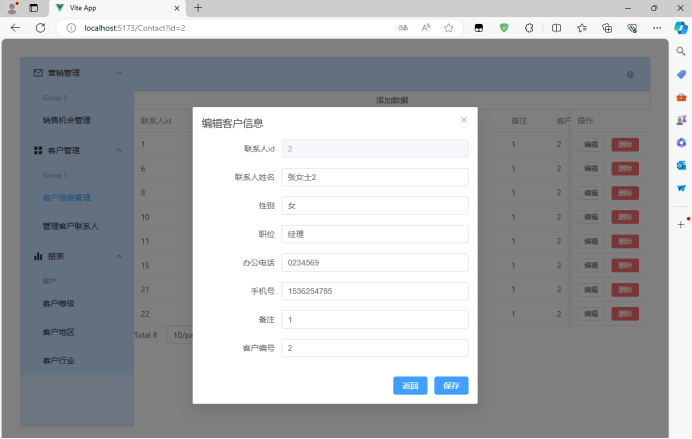 Vite App
localhost:5173/Contact?id=2
营销管理
Group 1
销售机会管理
客户管理
Group 1
客户信息管理
管理客户联系人
报表
客户等级
客户地区
客户行业
添加数据
联系人id 备注 客户 操作
1 1 2 编辑 删除
6 1 2 编辑 删除
8 1 2 编辑 删除
10 1 2 编辑 删除
11 1 2 编辑 删除
15 1 2 编辑 删除
21 1 2 编辑 删除
22 1 2 编辑 删除
Total 8 10/pa
编辑客户信息
联系人id 2
联系人姓名 张女士2
性别 女
职位 经理
办公电话 0234569
手机号 1536254785
备注 1
客户编号 2
返回 保存